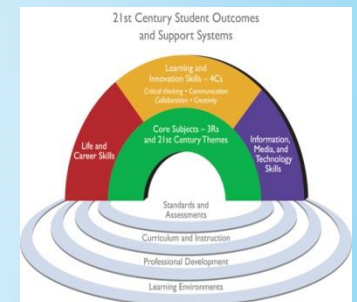 21st Century Student Outcomes
and Support Systems
Learning and
Innovation Skills – 4Cs
Critical thinking • Communication
Collaboration • Creativity
Core Subjects – 3Rs
and 21st Century Themes
Life and
Career Skills
Information,
Media, and
Technology
Skills
Standards and
Assessments
Curriculum and Instruction
Professional Development
Learning Environments